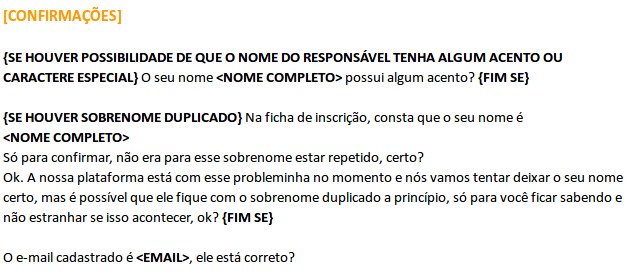 [CONFIRMAÇÕES]
{SE HOUVER POSSIBILIDADE DE QUE O NOME DO RESPONSÁVEL TENHA ALGUM ACENTO OU
CARACTERE ESPECIAL} O seu nome <NOME COMPLETO> possui algum acento? {FIM SE}
{SE HOUVER SOBRENOME DUPLICADO} Na ficha de inscrição, consta que o seu nome é
<NOME COMPLETO>
Só para confirmar, não era para esse sobrenome estar repetido, certo?
Ok. A nossa plataforma está com esse probleminha no momento e nós vamos tentar deixar o seu nome
certo, mas é possível que ele fique com o sobrenome duplicado a princípio, só para você ficar sabendo e
não estranhar se isso acontecer, ok? {FIM SE}
O e-mail cadastrado é <EMAIL>, ele está correto?